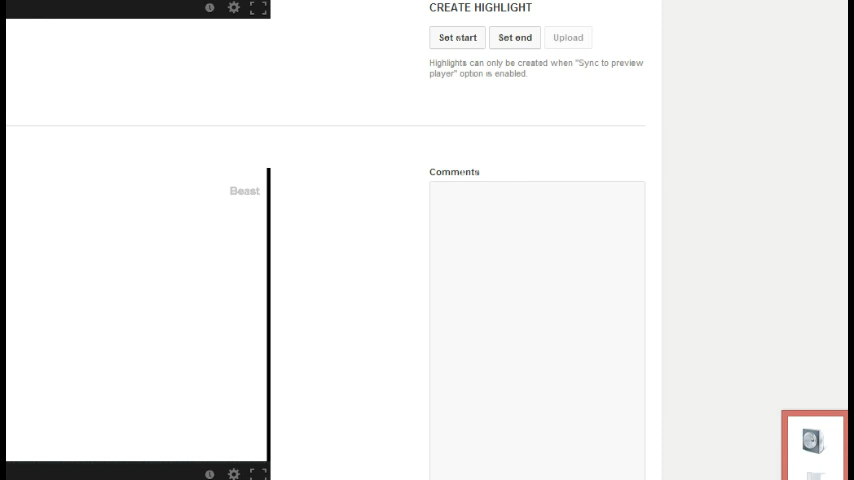 CREATE HIGHLIGHT
Set start
Set end
Upload
Highlights can only be created when "Sync to preview
player" option is enabled.
Comments
Beast